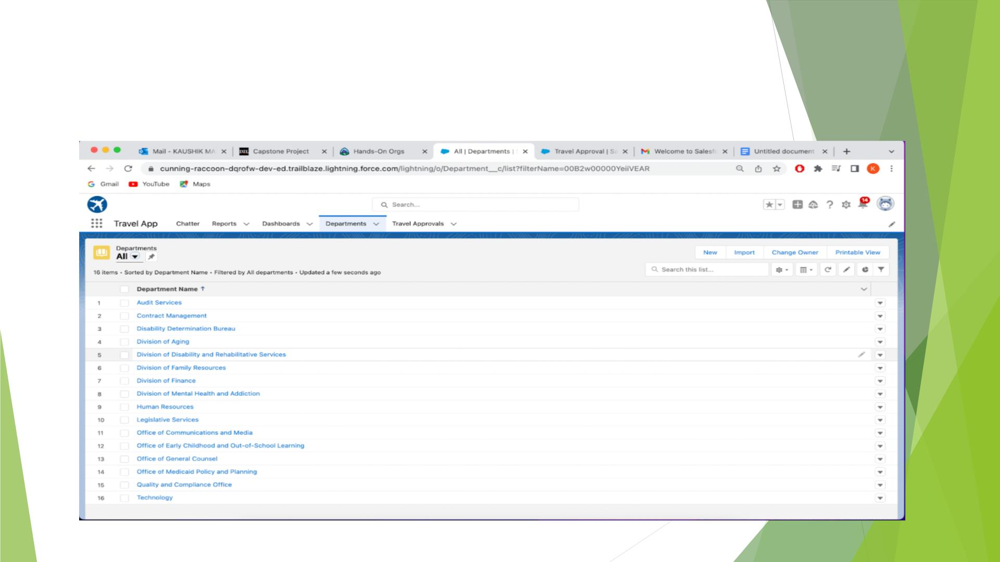 Mail - KAUSHIK MA Capstone Project Hands-On Orgs All | Departments | Travel Approval | Sa Welcome to Salesfo Untitled document
cunning-raccoon-dqrofw-dev-ed.trailblaze.lightning.force.com/lightning/o/Department__c/list?filterName=00B2w00000YeiiVEAR K
Gmail YouTube Maps
Search... 14
Travel App Chatter Reports Dashboards Departments Travel Approvals
Departments
All New Import Change Owner Printable View
16 items • Sorted by Department Name • Filtered by All departments • Updated a few seconds ago Search this list...
Department Name ↑
1 Audit Services
2 Contract Management
3 Disability Determination Bureau
4 Division of Aging
5 Division of Disability and Rehabilitative Services
6 Division of Family Resources
7 Division of Finance
8 Division of Mental Health and Addiction
9 Human Resources
10 Legislative Services
11 Office of Communications and Media
12 Office of Early Childhood and Out-of-School Learning
13 Office of General Counsel
14 Office of Medicaid Policy and Planning
15 Quality and Compliance Office
16 Technology